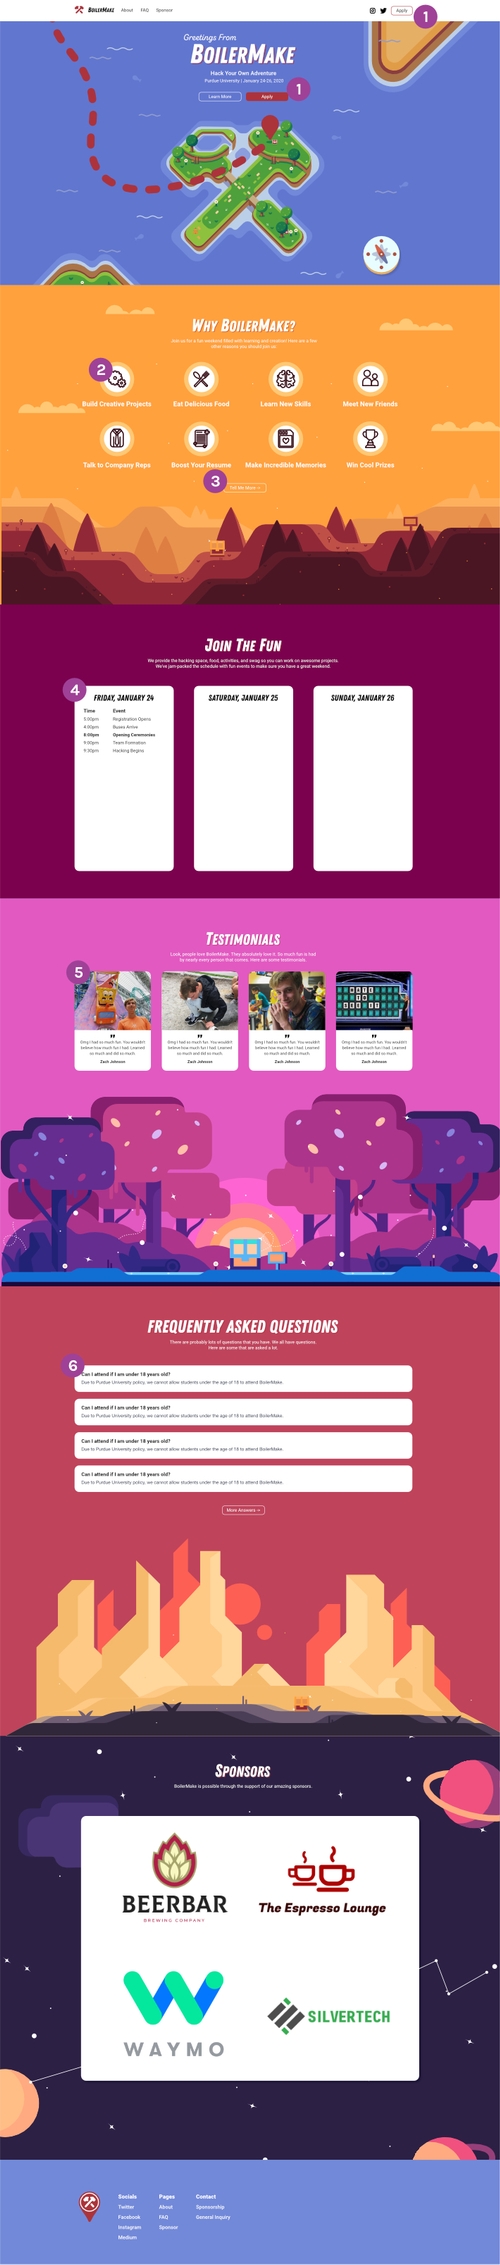 BoilerMake
About
FAQ
Sponsor
Apply
1
Greetings From
BoilerMake
Hack Your Own Adventure
Purdue University | January 24-26, 2020
1
Learn More
Apply
Why BoilerMake?
Join us for a fun weekend filled with learning and incident! Here are a few
other reasons you should join us.
2
Build Creative Projects
Eat Delicious Food
Learn New Skills
Meet New Friends
Talk to Company Reps
Boost Your Resume
Make Incredible Memories
Win Cool Prizes
3
Tell Me More →
Join The Fun
We provide the hacking space, food, activities, and swag so you can work on awesome projects.
We've jam-packed the schedule with fun events to make sure you have a great weekend.
4
Friday, January 24
Time Event
3:00pm Registration Opens
4:00pm Buses Arrive
8:00pm Opening Ceremonies
9:00pm Team Formation
9:30pm Hacking Begins
Saturday, January 25
Sunday, January 26
Testimonials
Look, people love BoilerMake. They absolutely love it. So much fun is had
by nearly every person that comes. Here are some testimonials.
5
HATE
TO
SEE IT
"
Omg I had so much fun. You wouldn't
believe how much fun I had. Learned
so much and did so much.
Zach Johnson
"
Omg I had so much fun. You wouldn't
believe how much fun I had. Learned
so much and did so much.
Zach Johnson
"
Omg I had so much fun. You wouldn't
believe how much fun I had. Learned
so much and did so much.
Zach Johnson
"
Omg I had so much fun. You wouldn't
believe how much fun I had. Learned
so much and did so much.
Zach Johnson
Frequently Asked Questions
There are probably lots of questions that you have. We all have questions.
Here are some that are asked a lot.
6
Can I attend if I am under 18 years old?
Due to Purdue University policy, we cannot allow students under the age of 18 to attend BoilerMake.
Can I attend if I am under 18 years old?
Due to Purdue University policy, we cannot allow students under the age of 18 to attend BoilerMake.
Can I attend if I am under 18 years old?
Due to Purdue University policy, we cannot allow students under the age of 18 to attend BoilerMake.
Can I attend if I am under 18 years old?
Due to Purdue University policy, we cannot allow students under the age of 18 to attend BoilerMake.
More Answers →
Sponsors
BoilerMake is possible through the support of our amazing sponsors.
BEERBAR
BREWING COMPANY
The Espresso Lounge
WAYMO
SILVERTECH
Socials
Twitter
Facebook
Instagram
Medium
Pages
About
FAQ
Sponsor
Contact
Sponsorship
General Inquiry